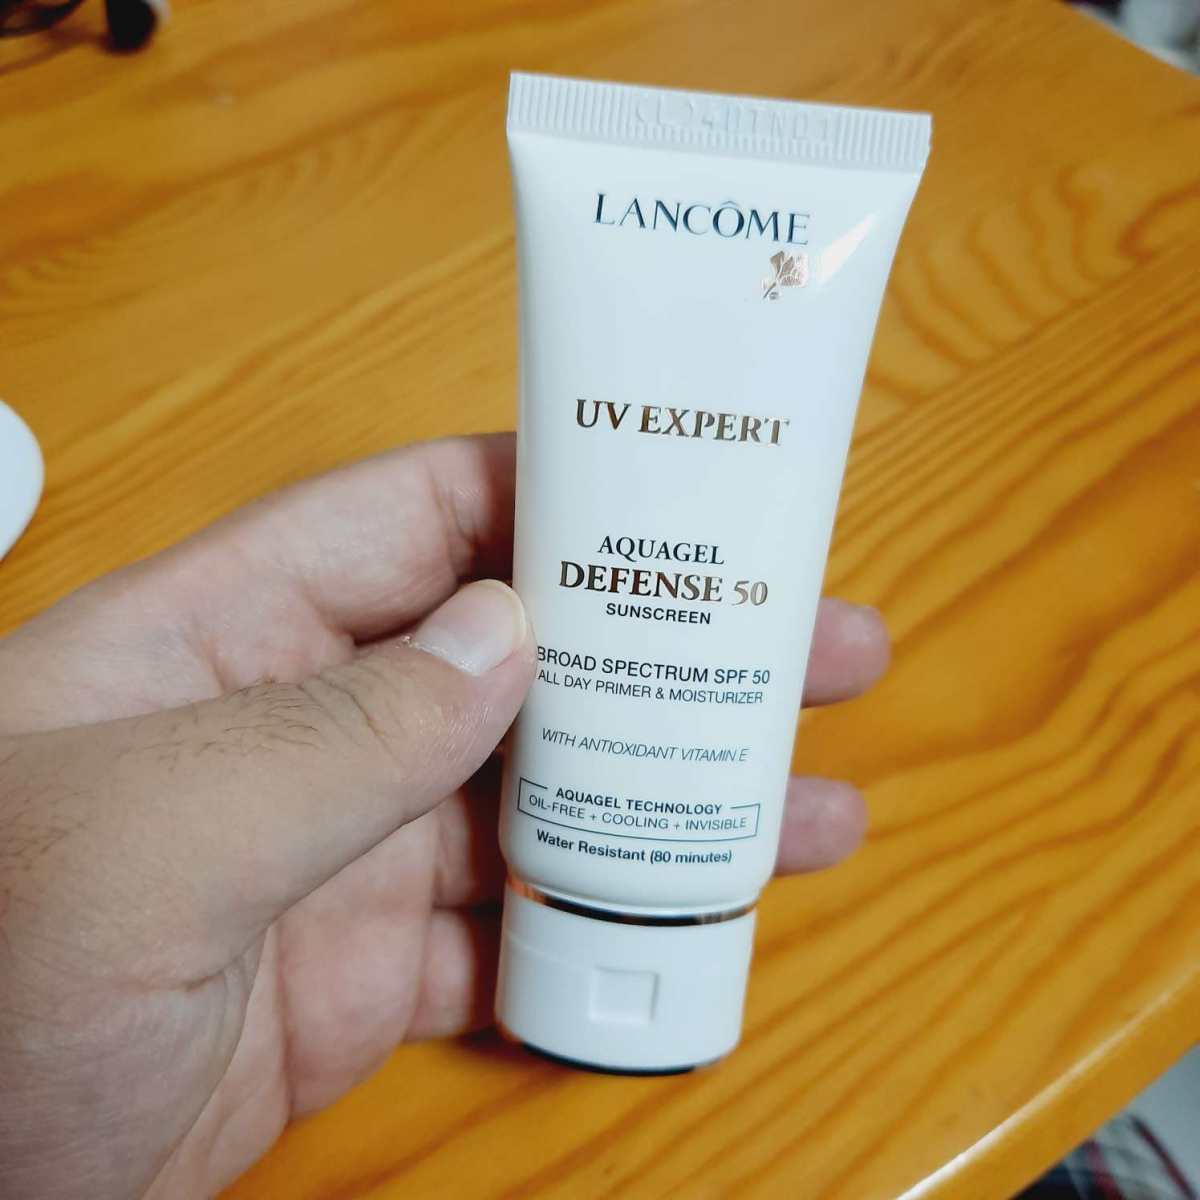 LANCÔME
UV EXPERT
AQUAGEL
DEFENSE 50
SUNSCREEN
BROAD SPECTRUM SPF 50
ALL DAY PRIMER & MOISTURIZER
WITH ANTIOXIDANT VITAMIN E
AQUAGEL TECHNOLOGY
OIL-FREE + COOLING + INVISIBLE
Water Resistant (80 minutes)